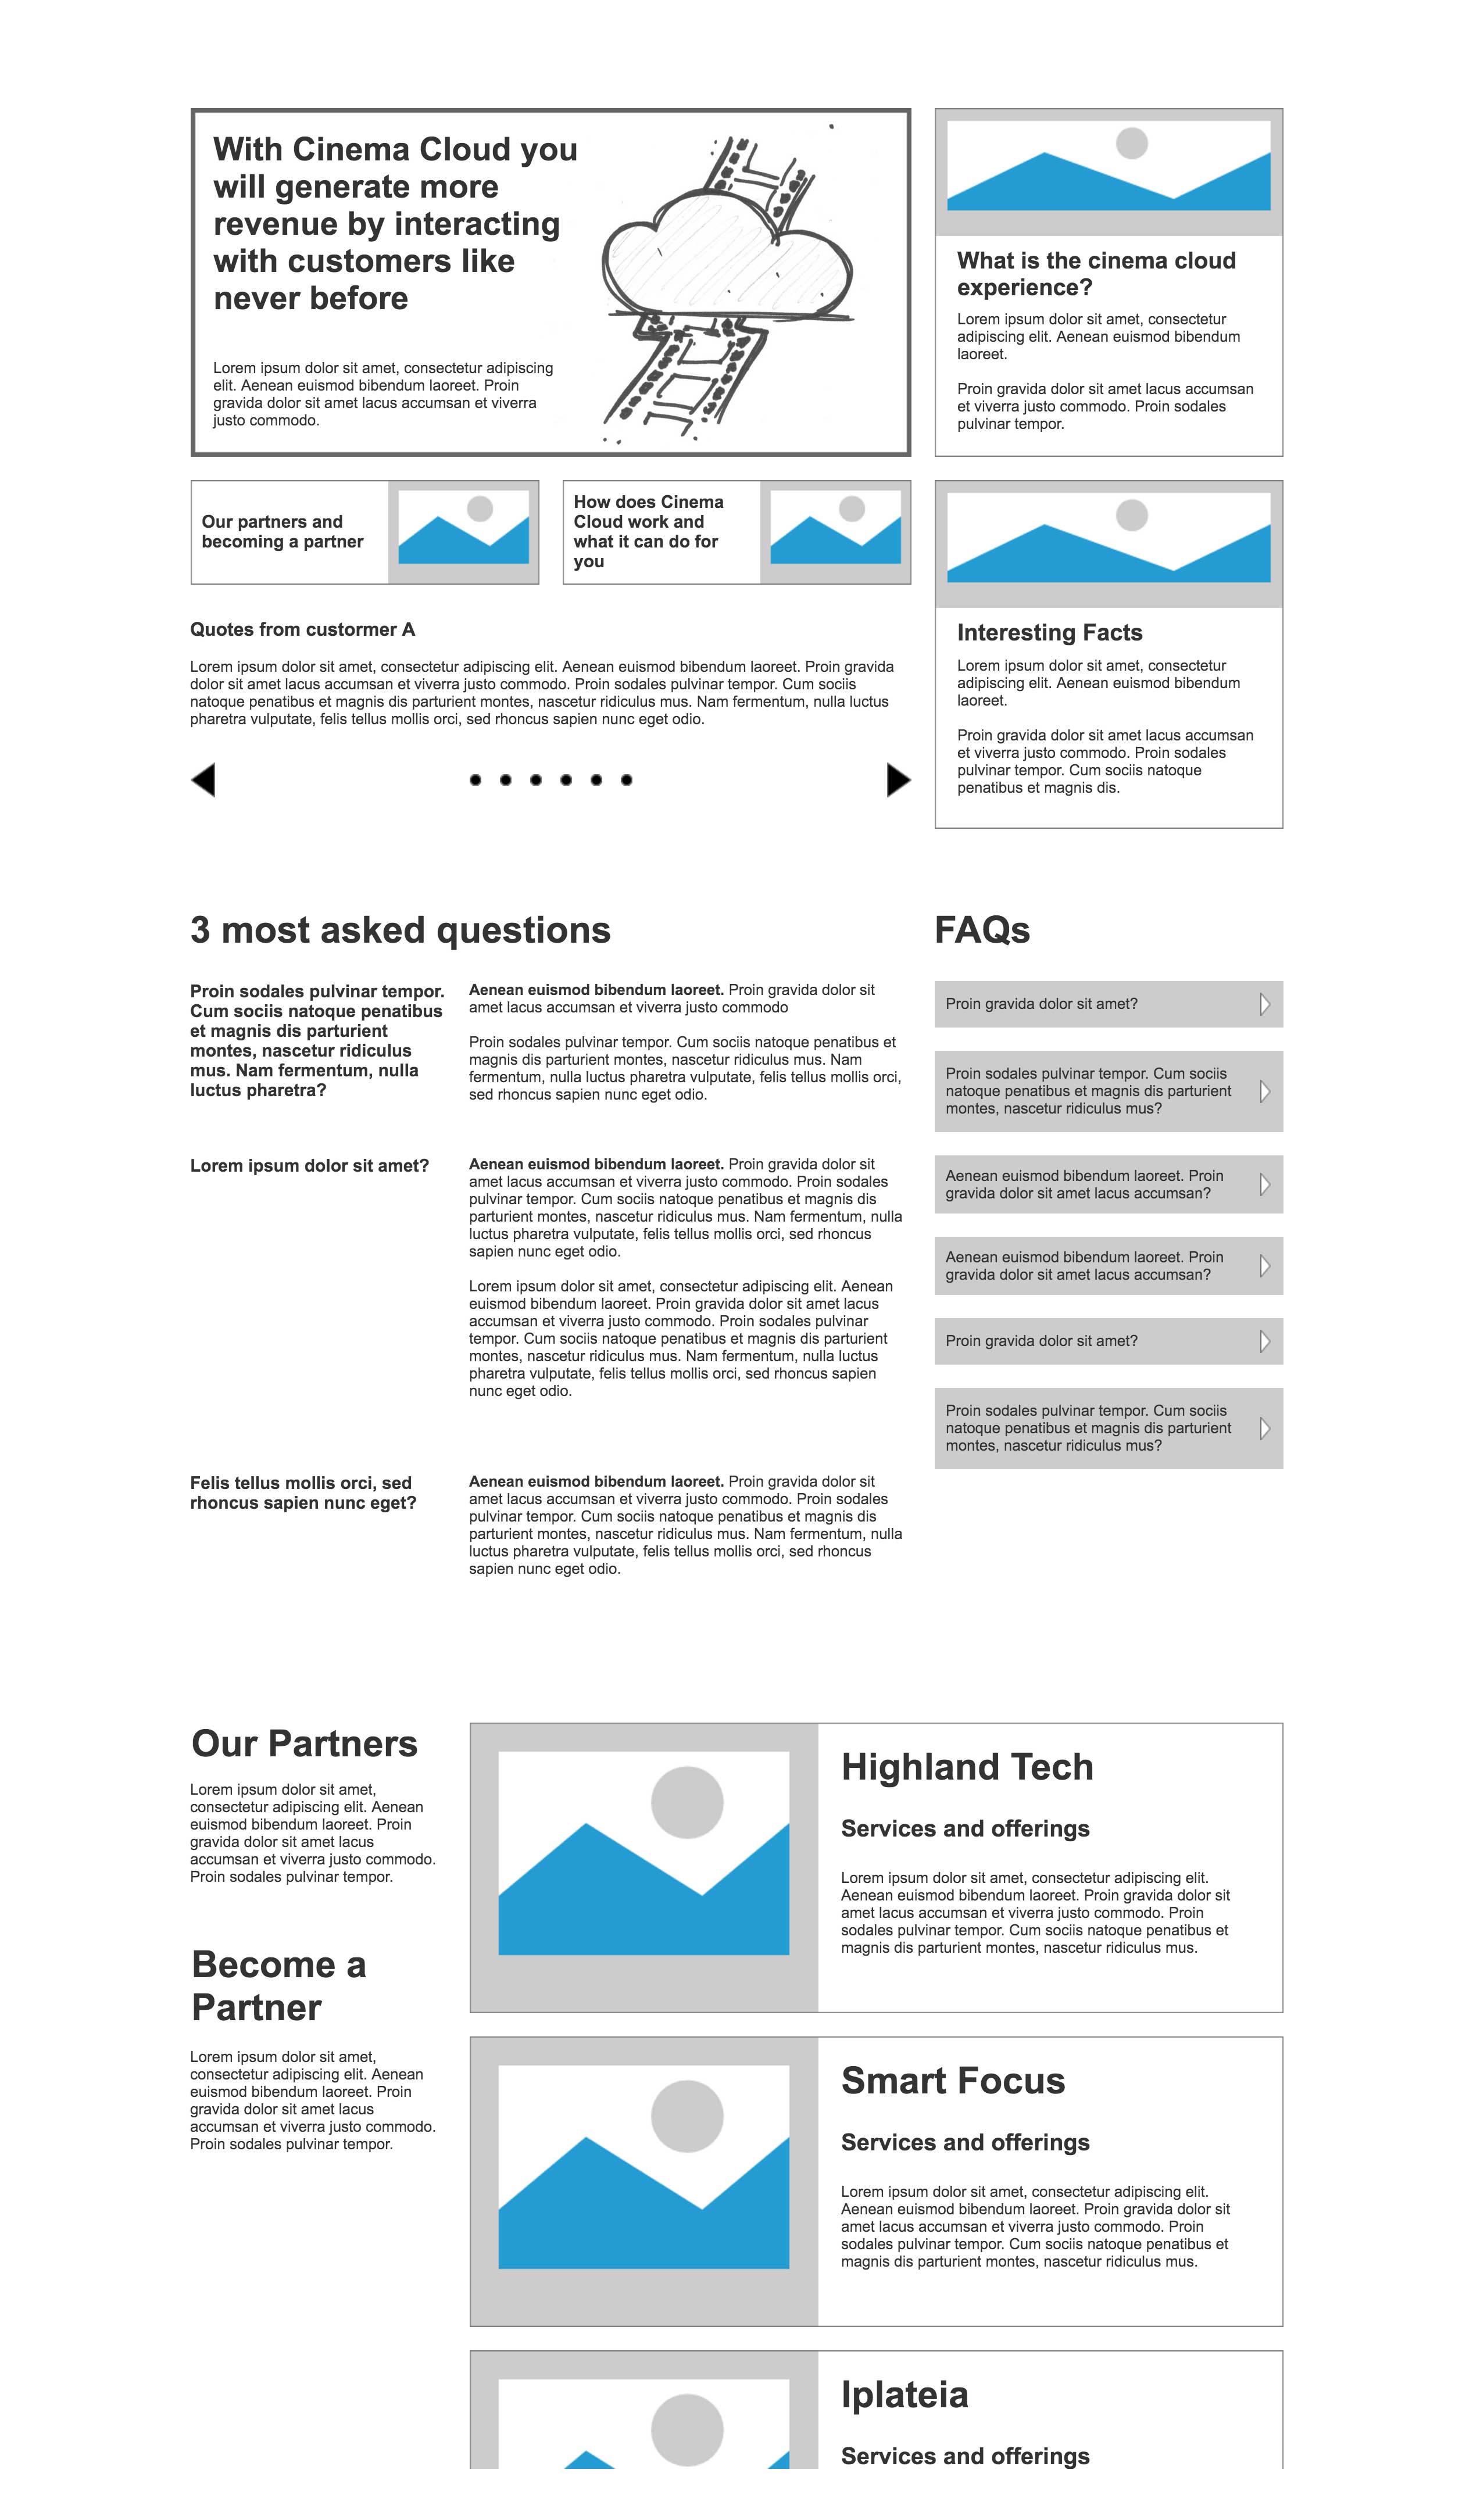 With Cinema Cloud you
will generate more
revenue by interacting
with customers like
never before
Lorem ipsum dolor sit amet, consectetur adipiscing
elit. Aenean euismod bibendum laoreet. Proin
gravida dolor sit amet lacus accumsan et viverra
justo commodo.
What is the cinema cloud
experience?
Lorem ipsum dolor sit amet, consectetur
adipiscing elit. Aenean euismod bibendum
laoreet.
Proin gravida dolor sit amet lacus accumsan
et viverra justo commodo. Proin sodales
pulvinar tempor.
Our partners and
becoming a partner
How does Cinema
Cloud work and
what it can do for
you
Quotes from custormer A
Lorem ipsum dolor sit amet, consectetur adipiscing elit. Aenean euismod bibendum laoreet. Proin gravida
dolor sit amet lacus accumsan et viverra justo commodo. Proin sodales pulvinar tempor. Cum sociis
natoque penatibus et magnis dis parturient montes, nascetur ridiculus mus. Nam fermentum, nulla luctus
pharetra vulputate, felis tellus mollis orci, sed rhoncus sapien nunc eget odio.
Interesting Facts
Lorem ipsum dolor sit amet, consectetur
adipiscing elit. Aenean euismod bibendum
laoreet.
Proin gravida dolor sit amet lacus accumsan
et viverra justo commodo. Proin sodales
pulvinar tempor. Cum sociis natoque
penatibus et magnis dis.
3 most asked questions
Proin sodales pulvinar tempor.
Cum sociis natoque penatibus
et magnis dis parturient
montes, nascetur ridiculus
mus. Nam fermentum, nulla
luctus pharetra?
Aenean euismod bibendum laoreet. Proin gravida dolor sit
amet lacus accumsan et viverra justo commodo
Proin sodales pulvinar tempor. Cum sociis natoque penatibus et
magnis dis parturient montes, nascetur ridiculus mus. Nam
fermentum, nulla luctus pharetra vulputate, felis tellus mollis orci,
sed rhoncus sapien nunc eget odio.
Lorem ipsum dolor sit amet?
Aenean euismod bibendum laoreet. Proin gravida dolor sit
amet lacus accumsan et viverra justo commodo. Proin sodales
pulvinar tempor. Cum sociis natoque penatibus et magnis dis
parturient montes, nascetur ridiculus mus. Nam fermentum, nulla
luctus pharetra vulputate, felis tellus mollis orci, sed rhoncus
sapien nunc eget odio.
Lorem ipsum dolor sit amet, consectetur adipiscing elit. Aenean
euismod bibendum laoreet. Proin gravida dolor sit amet lacus
accumsan et viverra justo commodo. Proin sodales pulvinar
tempor. Cum sociis natoque penatibus et magnis dis parturient
montes, nascetur ridiculus mus. Nam fermentum, nulla luctus
pharetra vulputate, felis tellus mollis orci, sed rhoncus sapien
nunc eget odio.
Felis tellus mollis orci, sed
rhoncus sapien nunc eget?
Aenean euismod bibendum laoreet. Proin gravida dolor sit
amet lacus accumsan et viverra justo commodo. Proin sodales
pulvinar tempor. Cum sociis natoque penatibus et magnis dis
parturient montes, nascetur ridiculus mus. Nam fermentum, nulla
luctus pharetra vulputate, felis tellus mollis orci, sed rhoncus
sapien nunc eget odio.
FAQs
Proin gravida dolor sit amet?
Proin sodales pulvinar tempor. Cum sociis
natoque penatibus et magnis dis parturient
montes, nascetur ridiculus mus?
Aenean euismod bibendum laoreet. Proin
gravida dolor sit amet lacus accumsan?
Aenean euismod bibendum laoreet. Proin
gravida dolor sit amet lacus accumsan?
Proin gravida dolor sit amet?
Proin sodales pulvinar tempor. Cum sociis
natoque penatibus et magnis dis parturient
montes, nascetur ridiculus mus?
Our Partners
Lorem ipsum dolor sit amet,
consectetur adipiscing elit. Aenean
euismod bibendum laoreet. Proin
gravida dolor sit amet lacus
accumsan et viverra justo commodo.
Proin sodales pulvinar tempor.
Become a
Partner
Lorem ipsum dolor sit amet,
consectetur adipiscing elit. Aenean
euismod bibendum laoreet. Proin
gravida dolor sit amet lacus
accumsan et viverra justo commodo.
Proin sodales pulvinar tempor.
Highland Tech
Services and offerings
Lorem ipsum dolor sit amet, consectetur adipiscing elit.
Aenean euismod bibendum laoreet. Proin gravida dolor sit
amet lacus accumsan et viverra justo commodo. Proin
sodales pulvinar tempor. Cum sociis natoque penatibus et
magnis dis parturient montes, nascetur ridiculus mus.
Smart Focus
Services and offerings
Lorem ipsum dolor sit amet, consectetur adipiscing elit.
Aenean euismod bibendum laoreet. Proin gravida dolor sit
amet lacus accumsan et viverra justo commodo. Proin
sodales pulvinar tempor. Cum sociis natoque penatibus et
magnis dis parturient montes, nascetur ridiculus mus.
Iplateia
Services and offerings